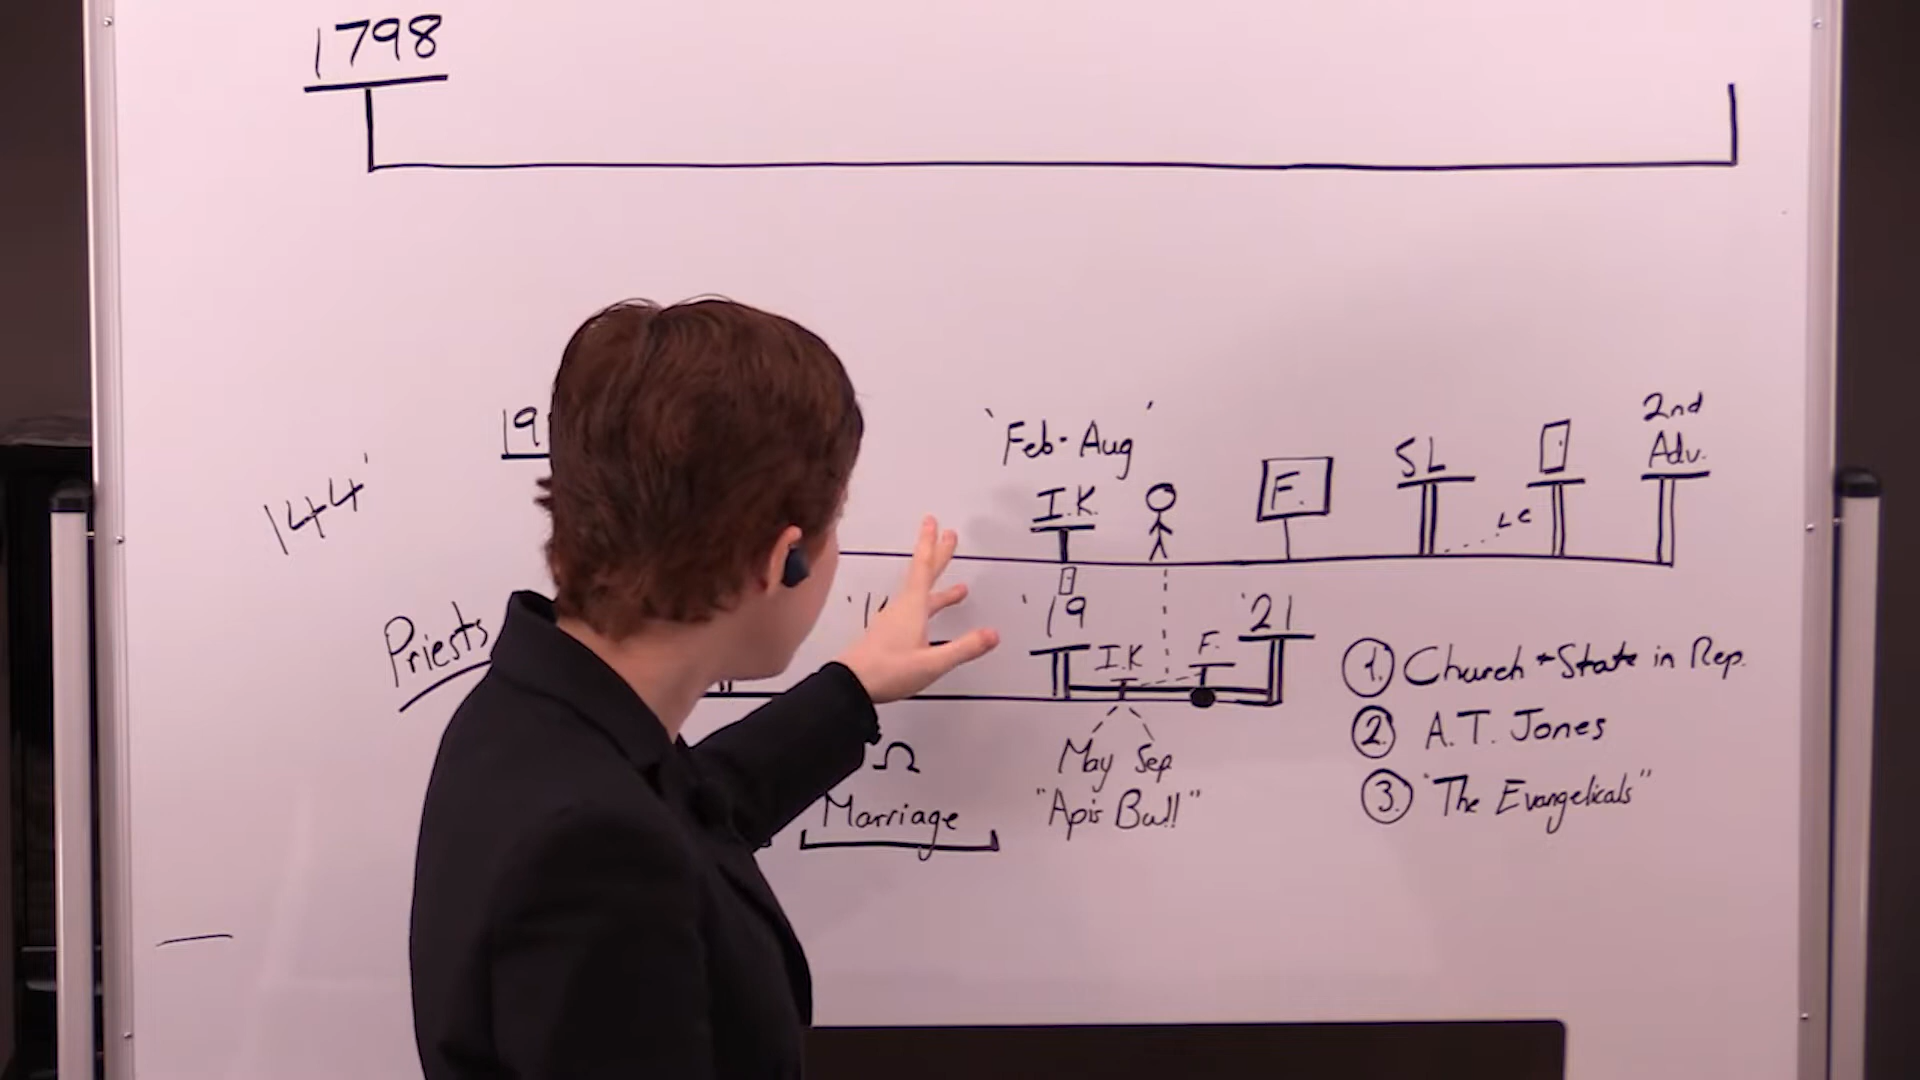 1798
2nd
Adv.
'Feb-Aug'
SL
I.K.
F.
LC
144'
'19
'21
Priests
I.K
F.
① Church + State in Rep.
② A.T. Jones
③ "The Evangelicals"
Ω
May Sep
Marriage
"Apis Bull"